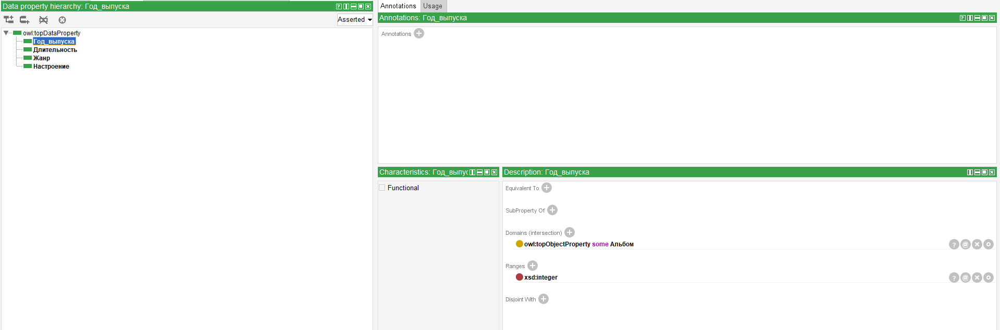 Data property hierarchy: Год_выпуска
Asserted
owl:topDataProperty
Год_выпуска
Длительность
Жанр
Настроение
Annotations Usage
Annotations: Год_выпуска
Annotations
Characteristics: Год_выпус
Functional
Description: Год_выпуска
Equivalent To
SubProperty Of
Domains (intersection)
owl:topObjectProperty some Альбом
Ranges
xsd:integer
Disjoint With